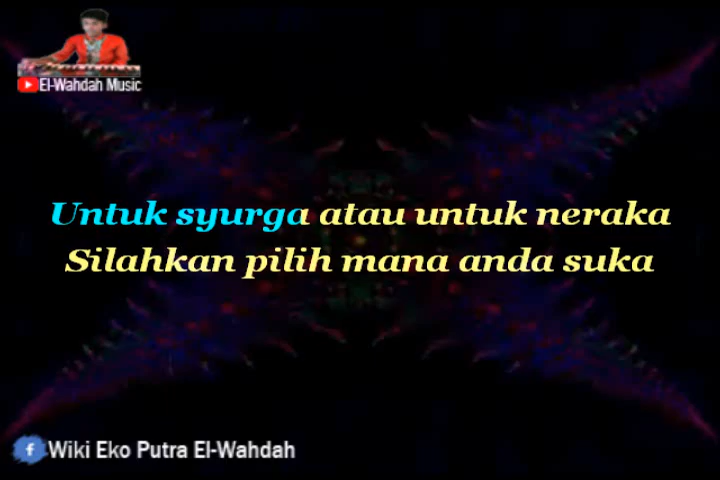 El-Wahdah Music
Untuk syurga atau untuk neraka
Silahkan pilih mana anda suka
Wiki Eko Putra El-Wahdah